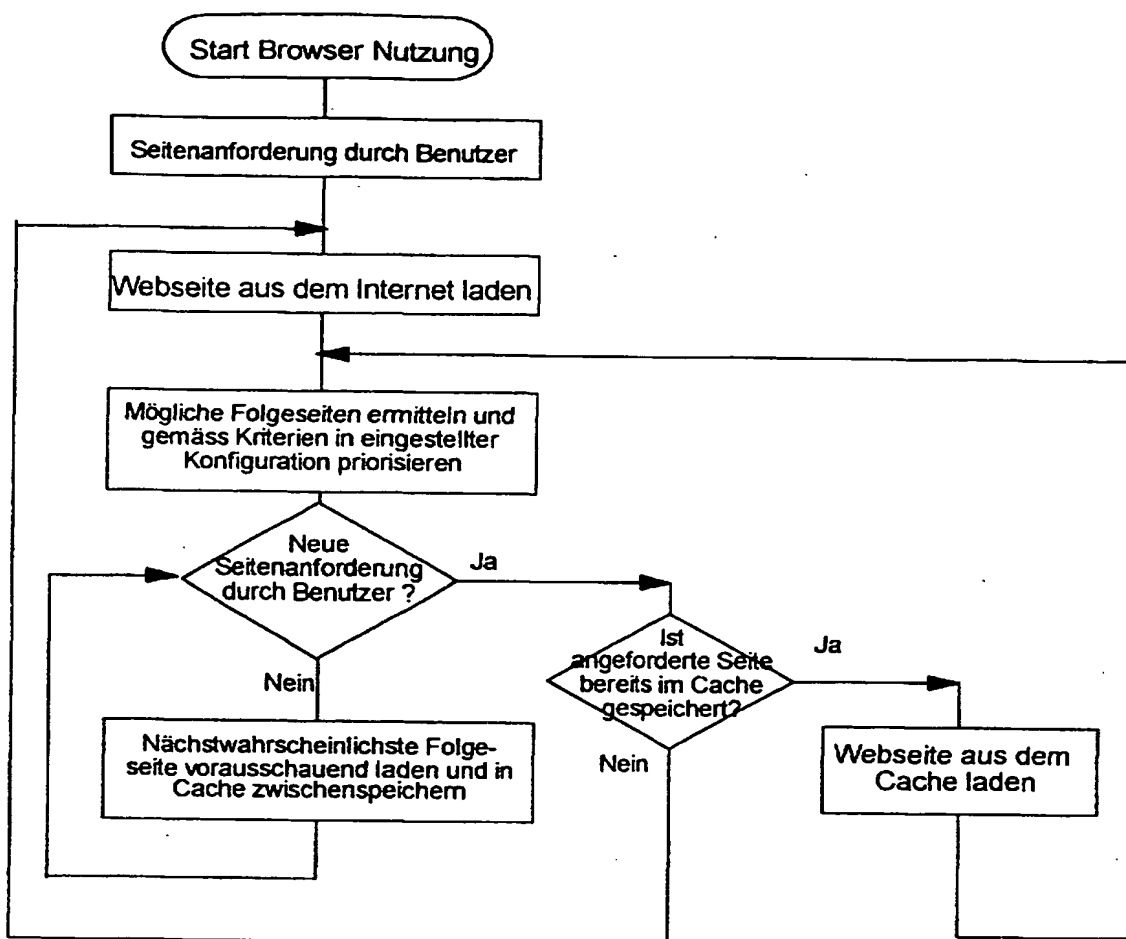 Start Browser Nutzung
Seitenanforderung durch Benutzer
Webseite aus dem Internet laden
Mögliche Folgeseiten ermitteln und
gemäss Kriterien in eingestellter
Konfiguration priorisieren
Neue
Seitenanforderung
durch Benutzer ?
Ja
Nein
Nächstwahrscheinlichste Folge-
seite vorausschauend laden und in
Cache zwischenspeichern
Ist
angeforderte Seite
bereits im Cache
gespeichert?
Ja
Nein
Webseite aus dem
Cache laden